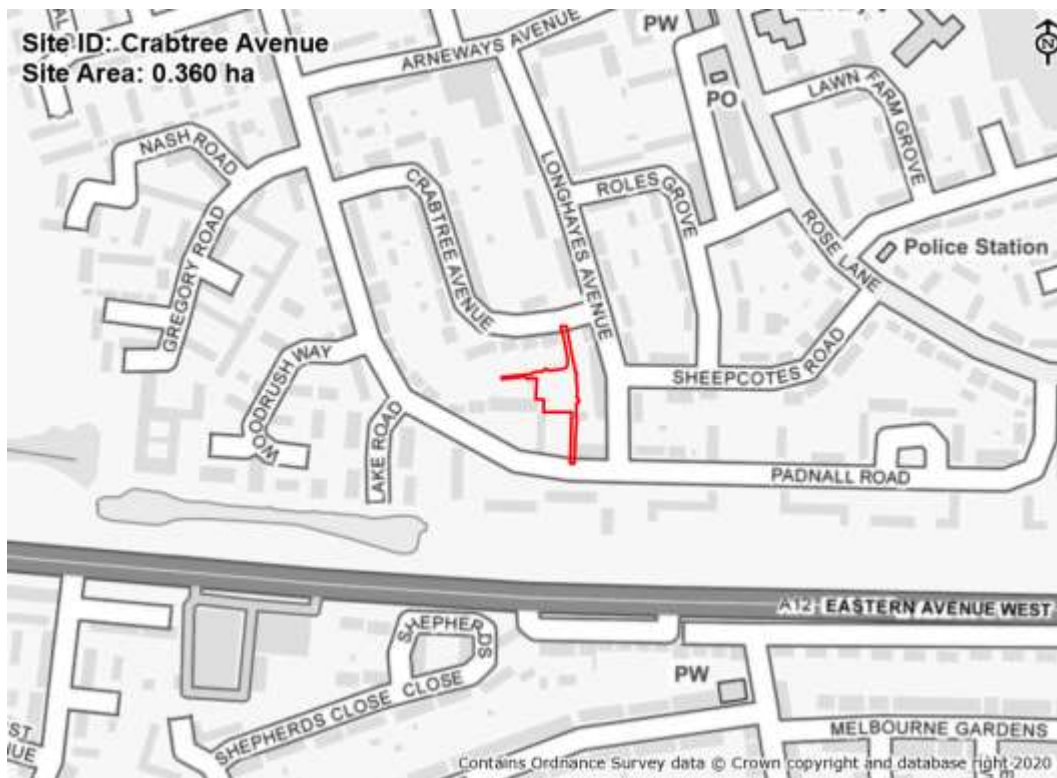 Site ID: Crabtree Avenue
Site Area: 0.360 ha
N
ARNEWAYS AVENUE
PW
PO
LAWN FARM GROVE
NASH ROAD
LONGHAYES AVENUE
ROLES GROVE
CRABTREE AVENUE
ROSE LANE
Police Station
GREGORY ROAD
WOODRUSH WAY
SHEEPCOTES ROAD
LAKE ROAD
PADNALL ROAD
A12 EASTERN AVENUE WEST
SHEPHERDS
SHEPHERDS CLOSE CLOSE
PW
MELBOURNE GARDENS
Contains Ordnance Survey data © Crown copyright and database right 2020